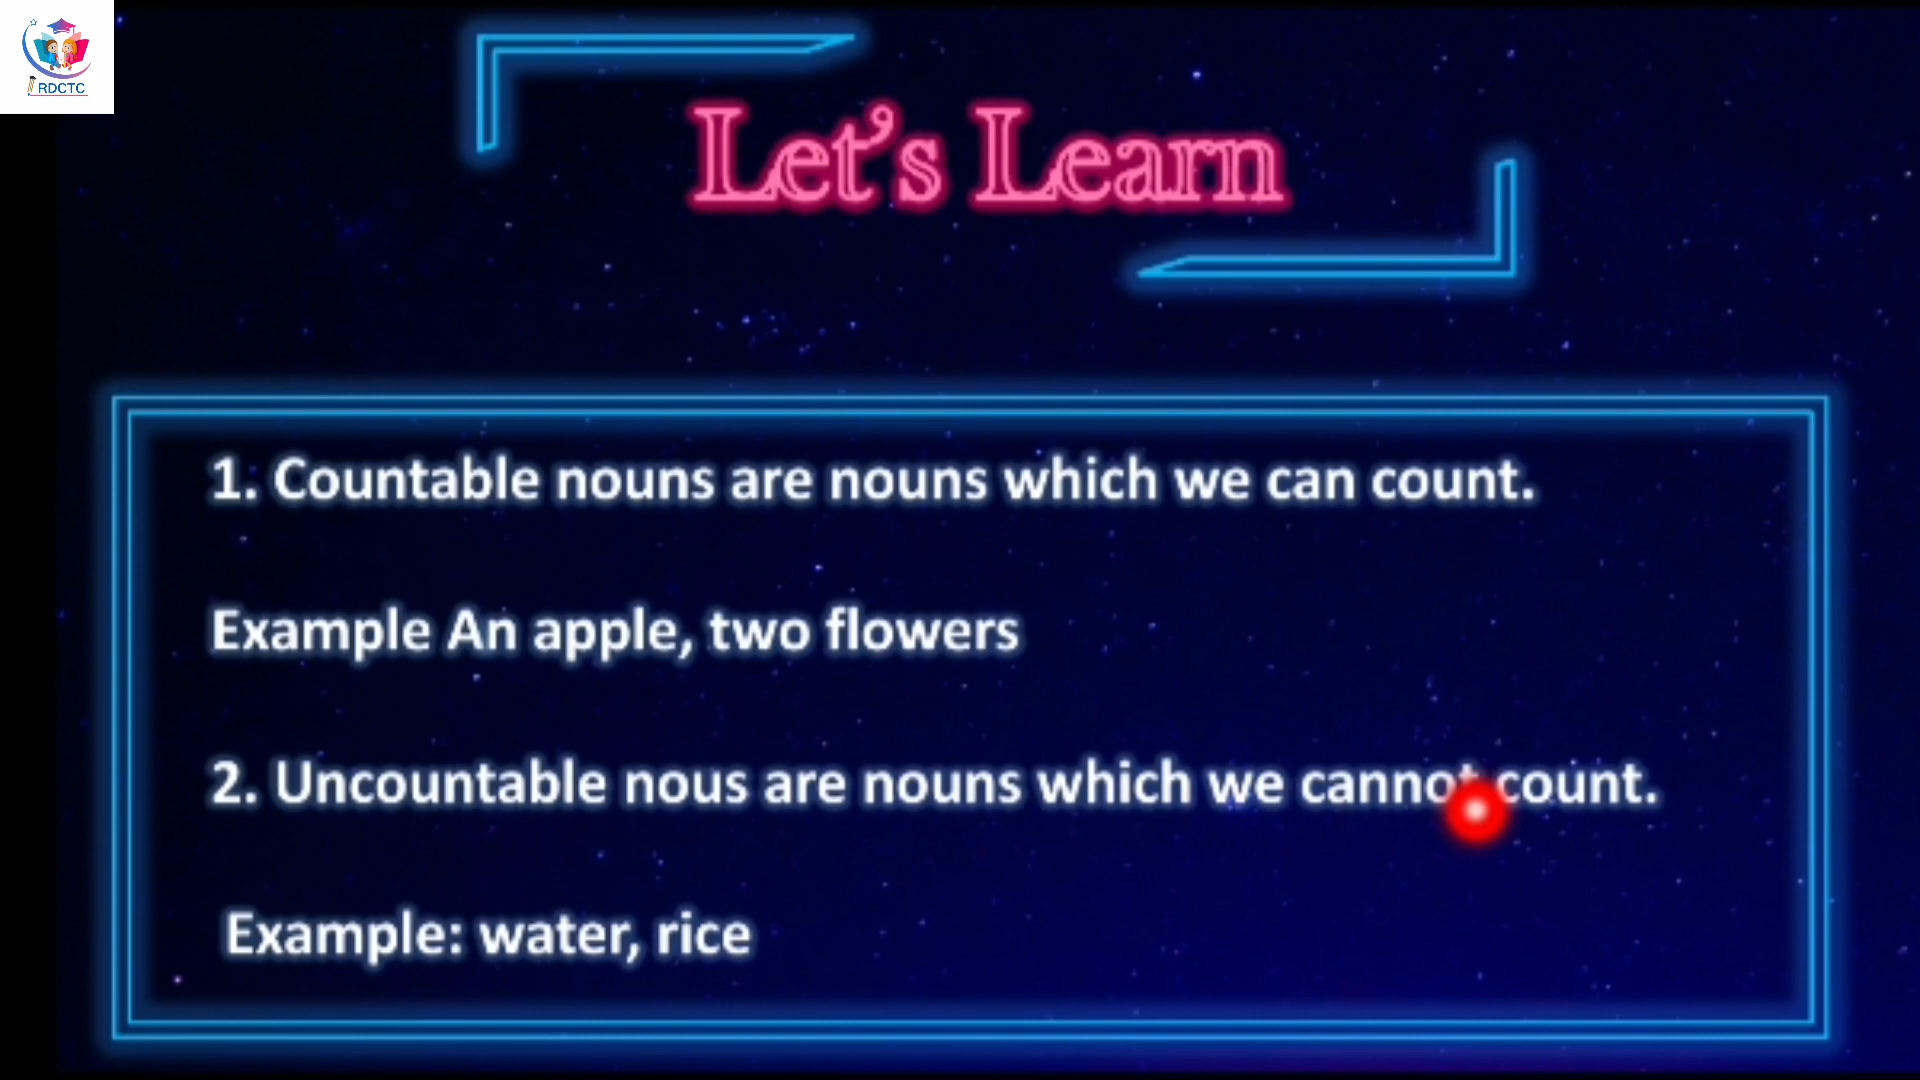 RDCTC
Let's Learn
1. Countable nouns are nouns which we can count.
Example An apple, two flowers
2. Uncountable nous are nouns which we cannot count.
Example: water, rice